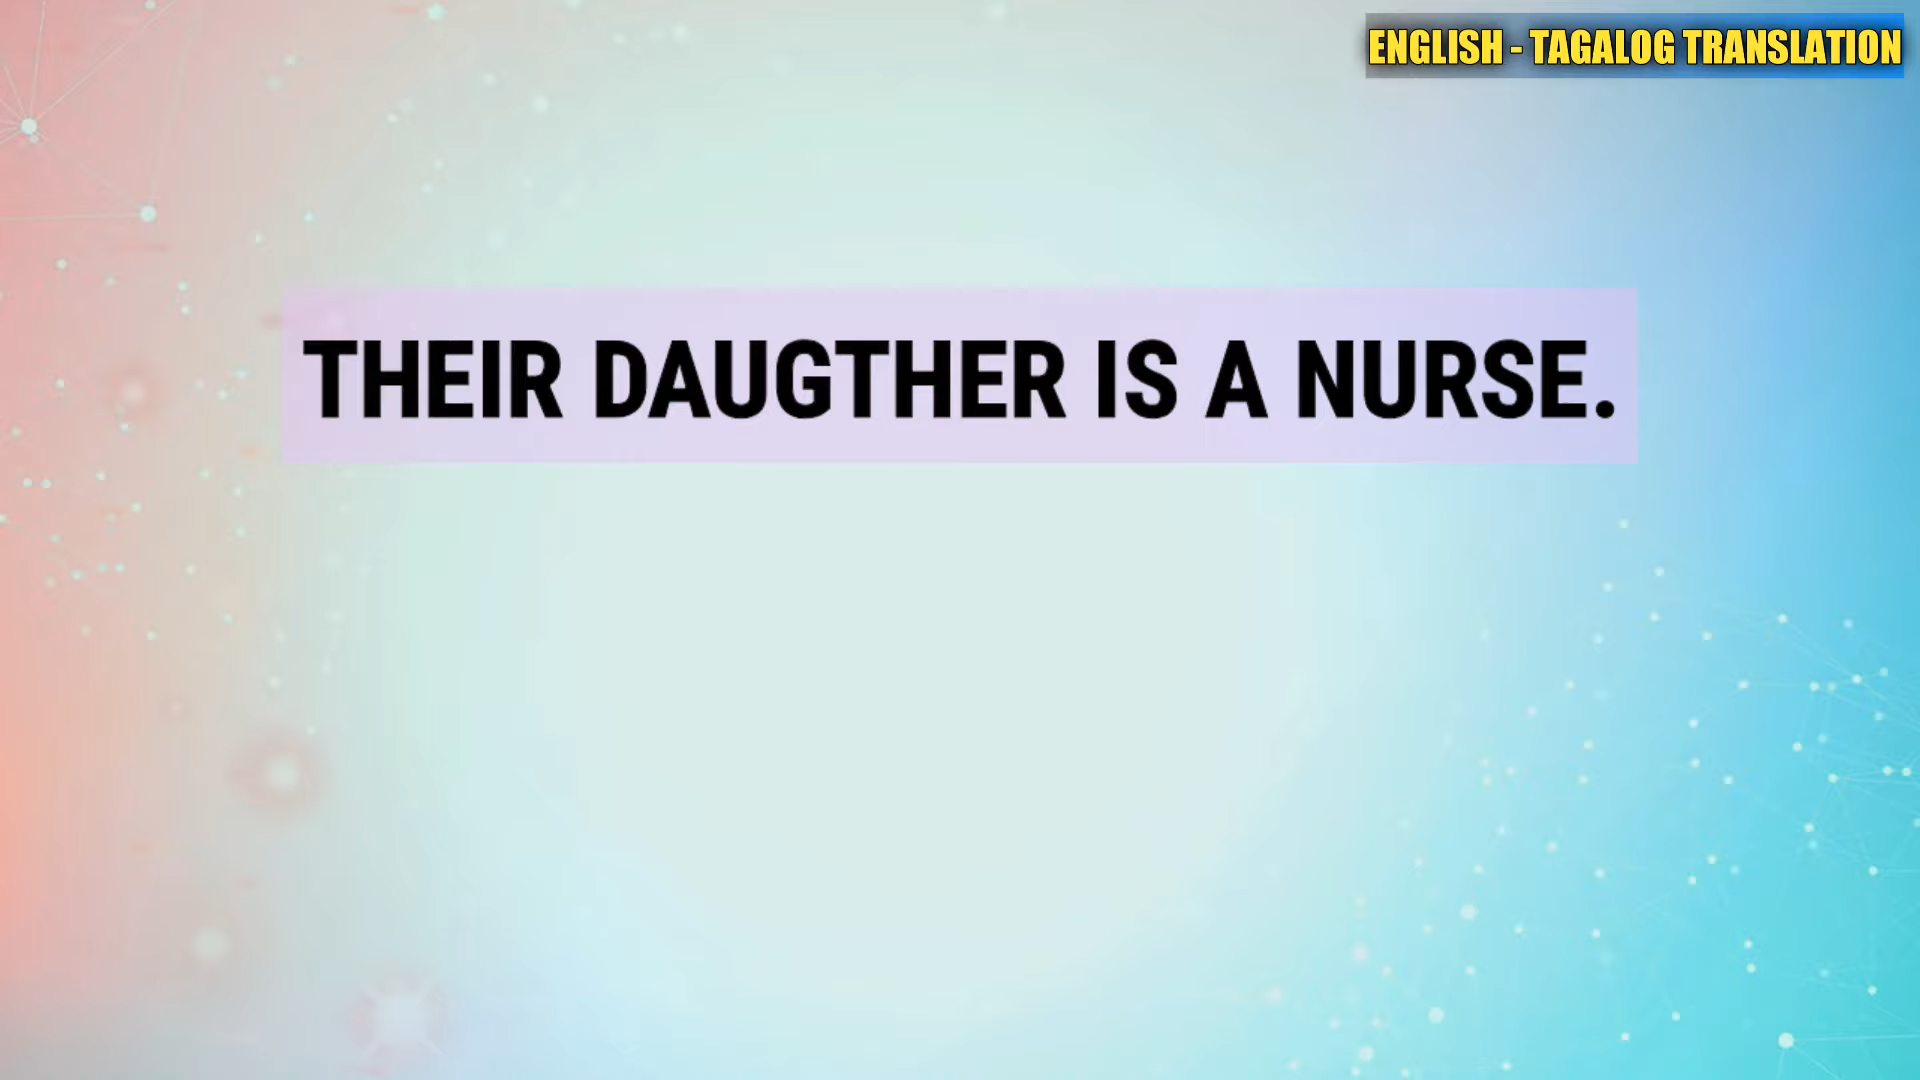 ENGLISH - TAGALOG TRANSLATION
THEIR DAUGTHER IS A NURSE.